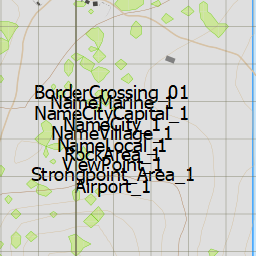 BorderCrossing_01
NameMarine_1
NameCityCapital_1
NameCity_1
NameVillage_1
NameLocal_1
RockArea_1
ViewPoint_1
Strongpoint_Area_1
Airport_1